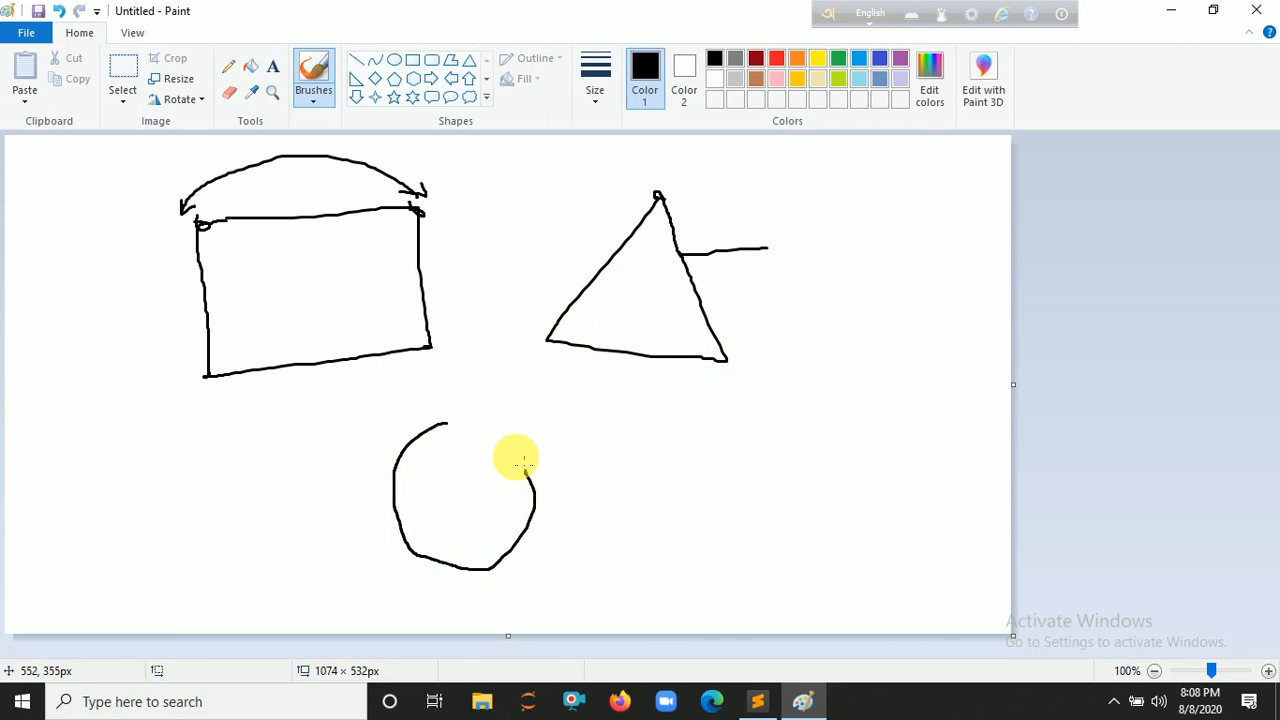 Untitled - Paint
English
File
Home
View
Paste
Cut
Copy
Clipboard
Select
Crop
Resize
Rotate
Image
A
Tools
Brushes
Outline
Fill
Shapes
Size
Color 1
Color 2
Edit colors
Colors
Edit with Paint 3D
Activate Windows
Go to Settings to activate Windows.
552, 355px
1074 × 532px
100%
Type here to search
8:08 PM
8/8/2020